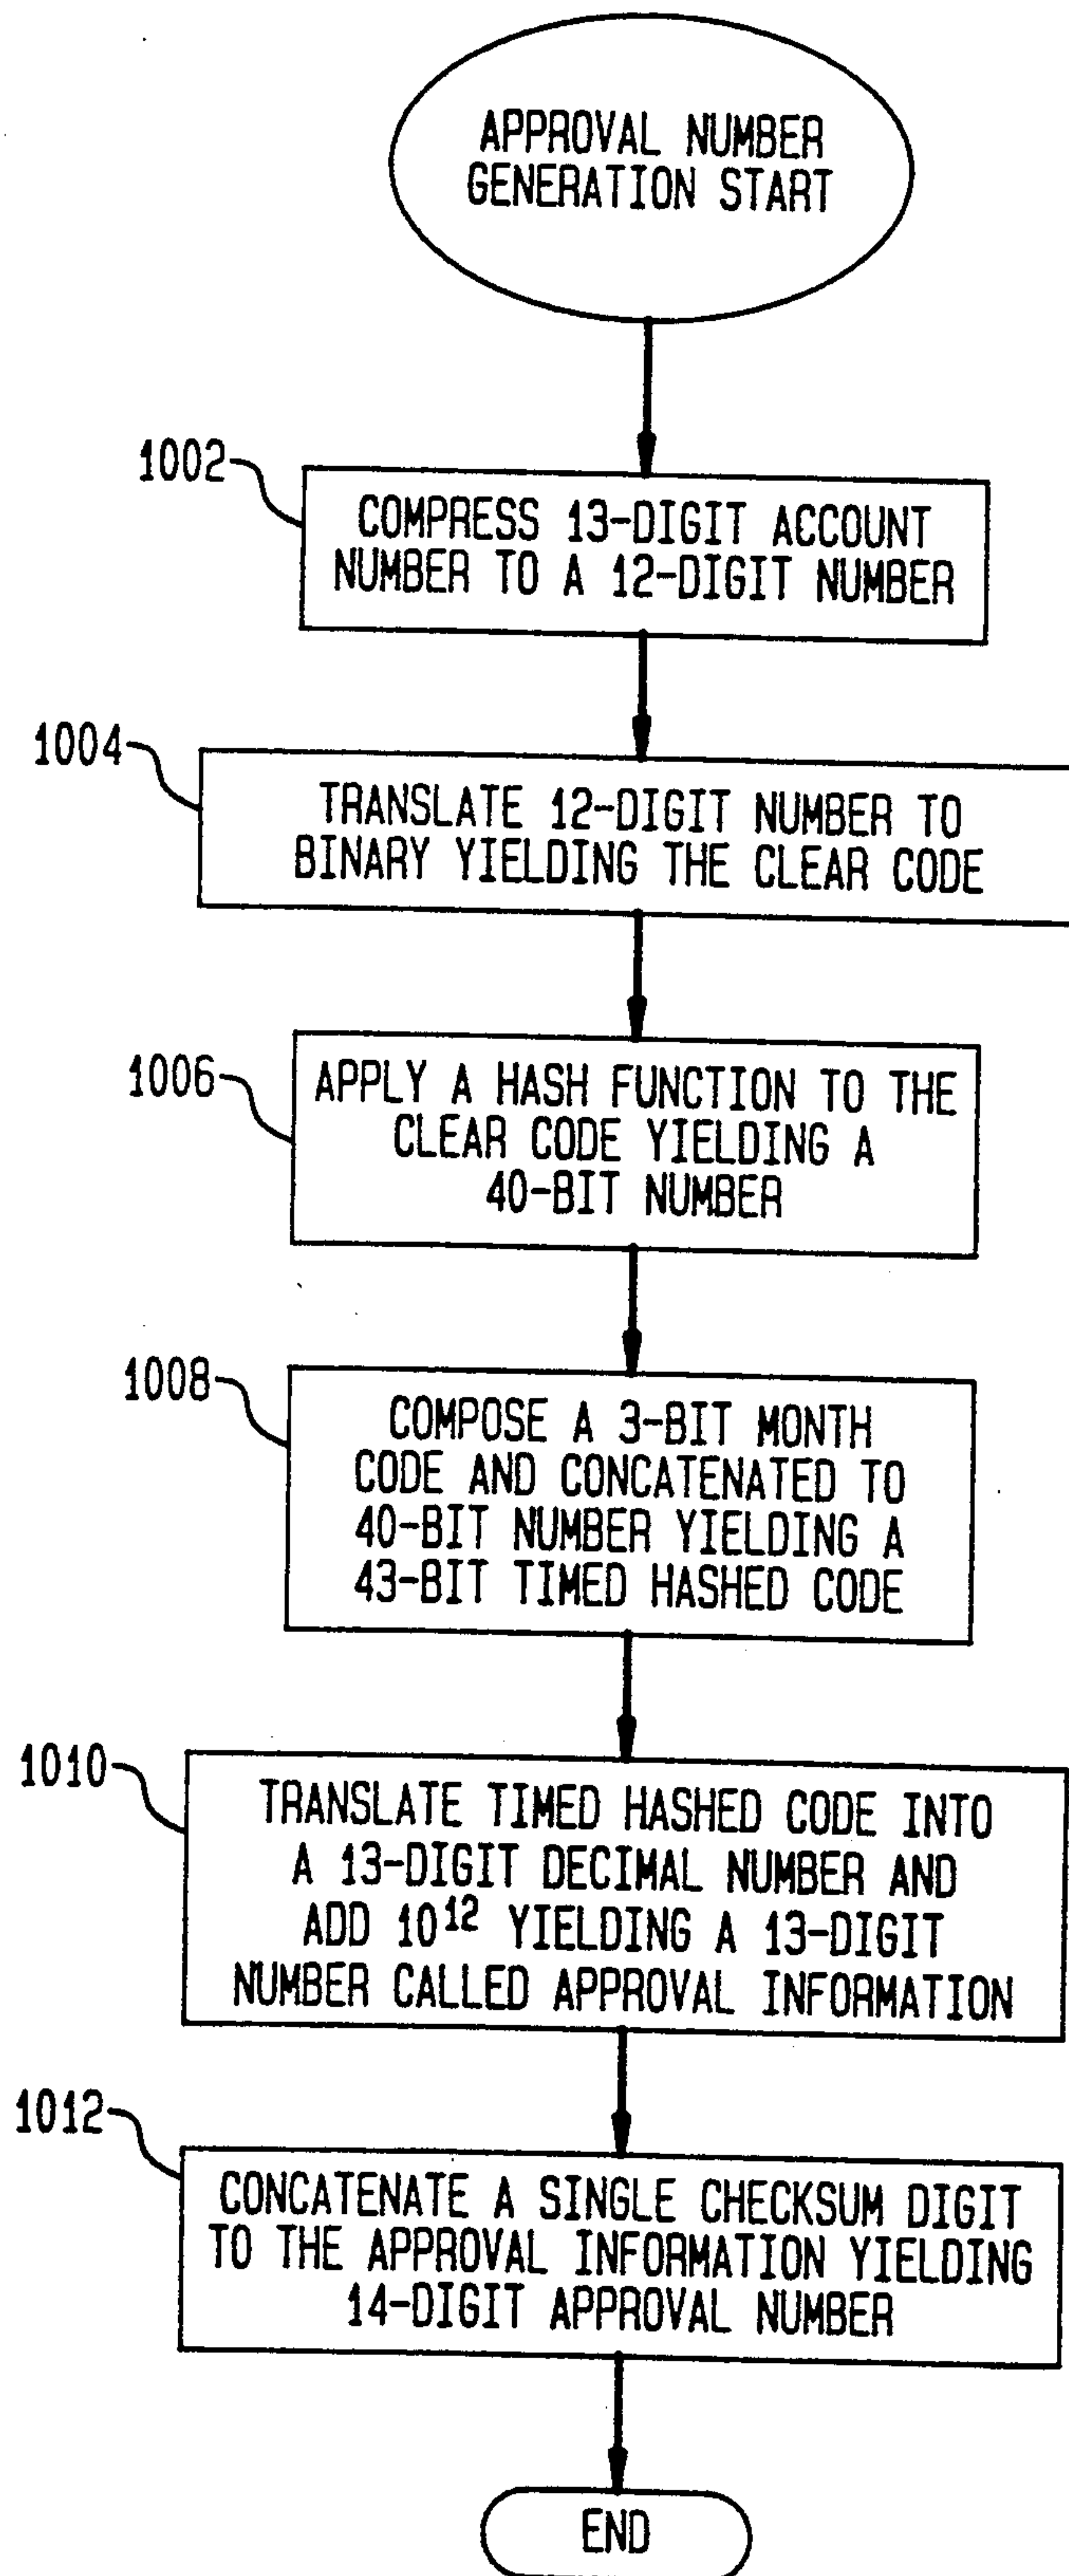 APPROVAL NUMBER
GENERATION START
1002
COMPRESS 13-DIGIT ACCOUNT
NUMBER TO A 12-DIGIT NUMBER
1004
TRANSLATE 12-DIGIT NUMBER TO
BINARY YIELDING THE CLEAR CODE
1006
APPLY A HASH FUNCTION TO THE
CLEAR CODE YIELDING A
40-BIT NUMBER
1008
COMPOSE A 3-BIT MONTH
CODE AND CONCATENATED TO
40-BIT NUMBER YIELDING A
43-BIT TIMED HASHED CODE
1010
TRANSLATE TIMED HASHED CODE INTO
A 13-DIGIT DECIMAL NUMBER AND
ADD 10¹² YIELDING A 13-DIGIT
NUMBER CALLED APPROVAL INFORMATION
1012
CONCATENATE A SINGLE CHECKSUM DIGIT
TO THE APPROVAL INFORMATION YIELDING
14-DIGIT APPROVAL NUMBER
END